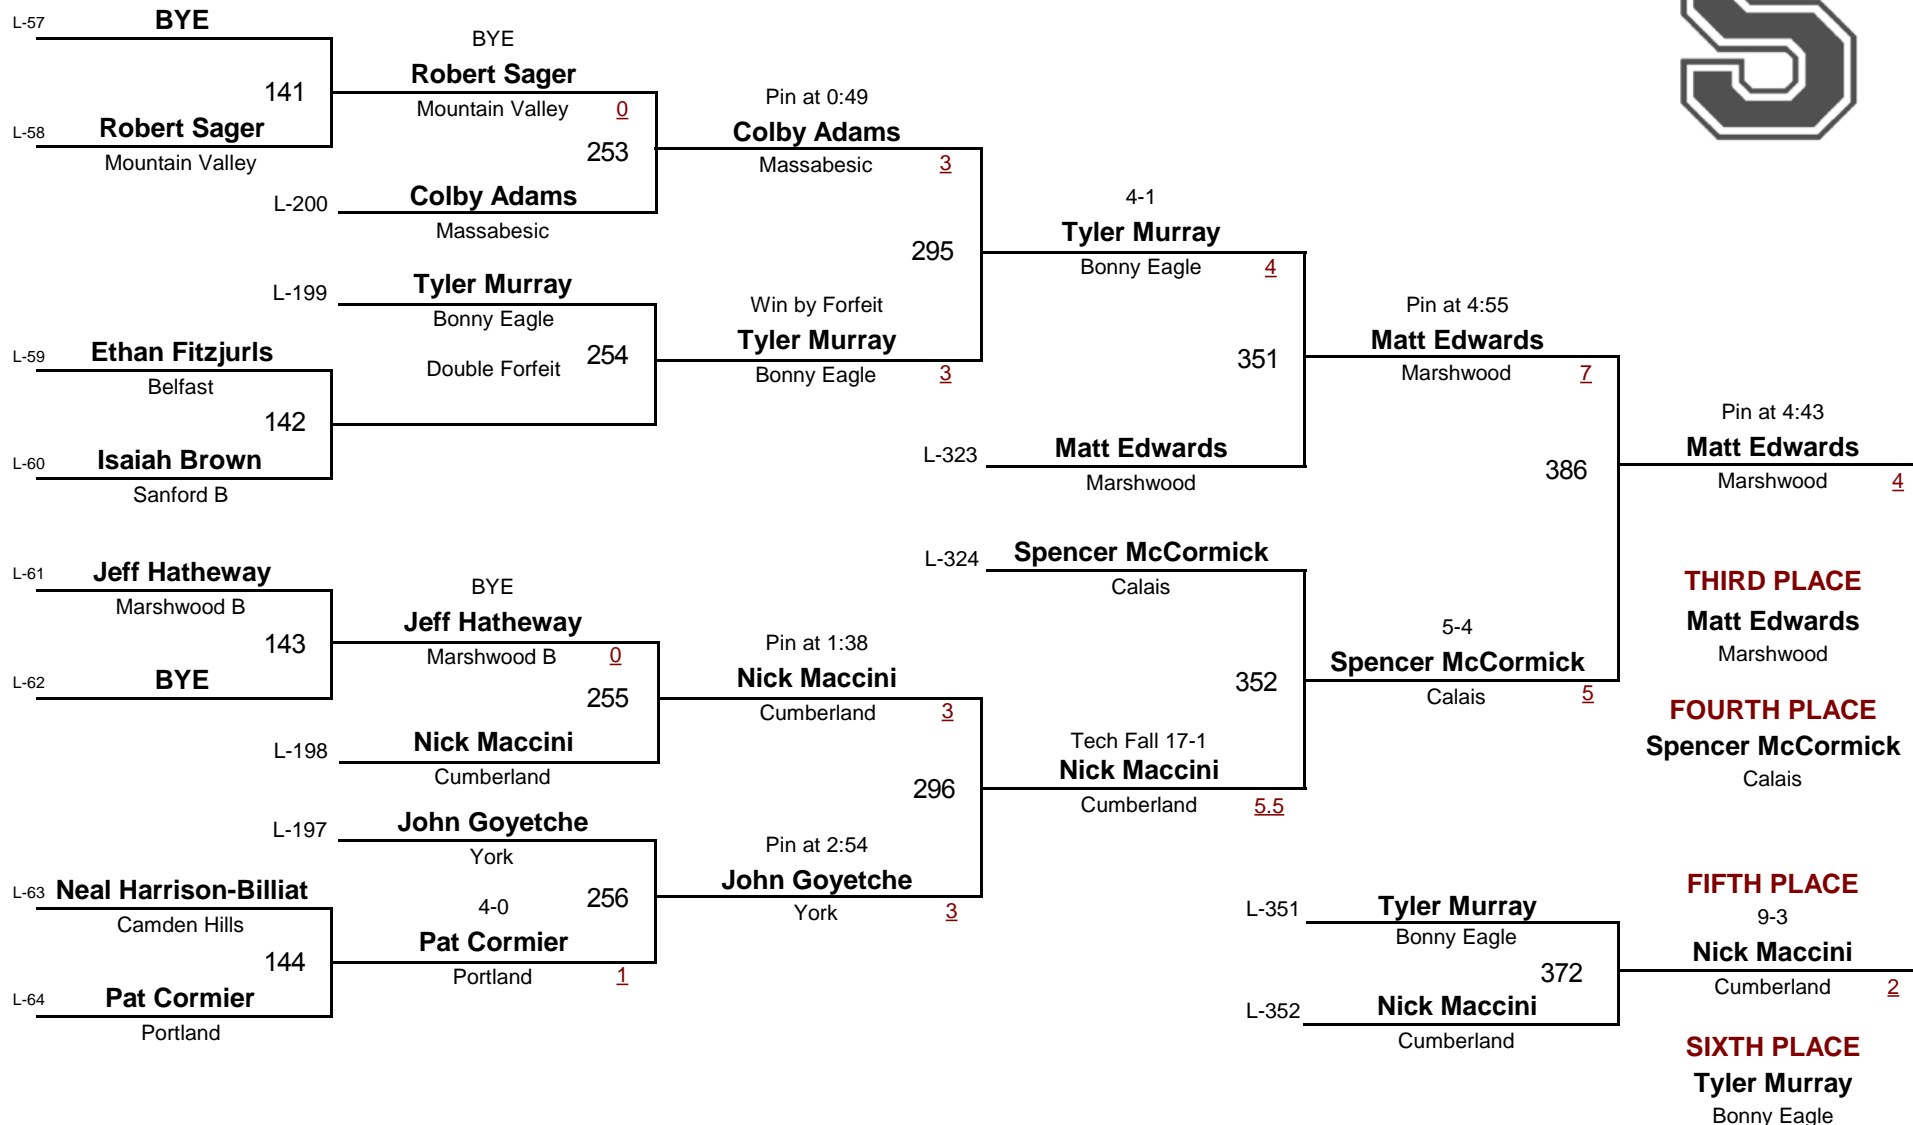 L-57
BYE
141
L-58
Robert Sager
Mountain Valley
BYE
Robert Sager
Mountain Valley
0
253
L-200
Colby Adams
Massabesic
Pin at 0:49
Colby Adams
Massabesic
3
L-199
Tyler Murray
Bonny Eagle
254
Double Forfeit
L-59
Ethan Fitzjurls
Belfast
142
L-60
Isaiah Brown
Sanford B
295
Win by Forfeit
Tyler Murray
Bonny Eagle
3
4-1
Tyler Murray
Bonny Eagle
4
351
L-323
Matt Edwards
Marshwood
Pin at 4:55
Matt Edwards
Marshwood
7
386
Pin at 4:43
Matt Edwards
Marshwood
4
L-61
Jeff Hatheway
Marshwood B
143
L-62
BYE
BYE
Jeff Hatheway
Marshwood B
0
255
L-198
Nick Maccini
Cumberland
Pin at 1:38
Nick Maccini
Cumberland
3
L-197
John Goyetche
York
256
L-63
Neal Harrison-Billiat
Camden Hills
144
L-64
Pat Cormier
Portland
4-0
Pat Cormier
Portland
1
296
Pin at 2:54
John Goyetche
York
3
L-324
Spencer McCormick
Calais
352
Tech Fall 17-1
Nick Maccini
Cumberland
5.5
5-4
Spencer McCormick
Calais
5
THIRD PLACE
Matt Edwards
Marshwood
FOURTH PLACE
Spencer McCormick
Calais
L-351
Tyler Murray
Bonny Eagle
372
L-352
Nick Maccini
Cumberland
FIFTH PLACE
9-3
Nick Maccini
Cumberland
2
SIXTH PLACE
Tyler Murray
Bonny Eagle
S